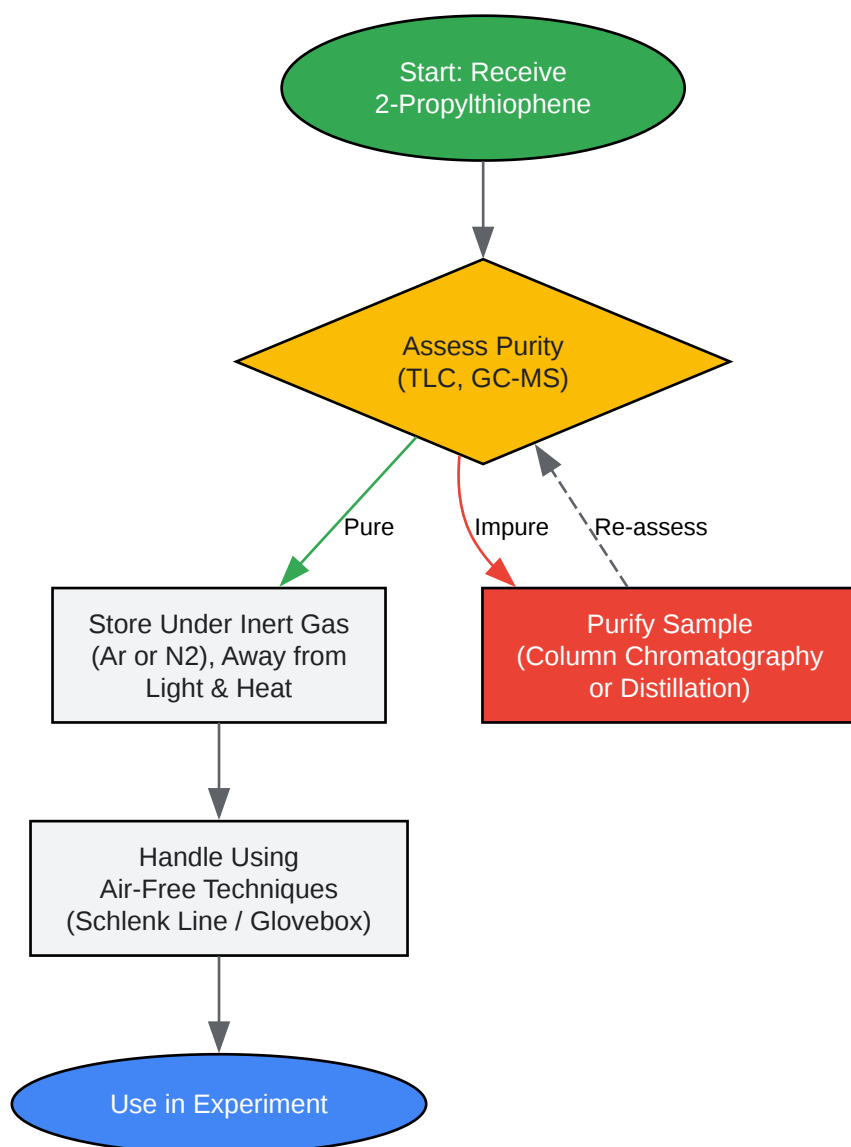 Start: Receive
2-Propylthiophene
Assess Purity
(TLC, GC-MS)
Pure
Impure
Re-assess
Store Under Inert Gas
(Ar or N2), Away from
Light & Heat
Purify Sample
(Column Chromatography
or Distillation)
Handle Using
Air-Free Techniques
(Schlenk Line / Glovebox)
Use in Experiment